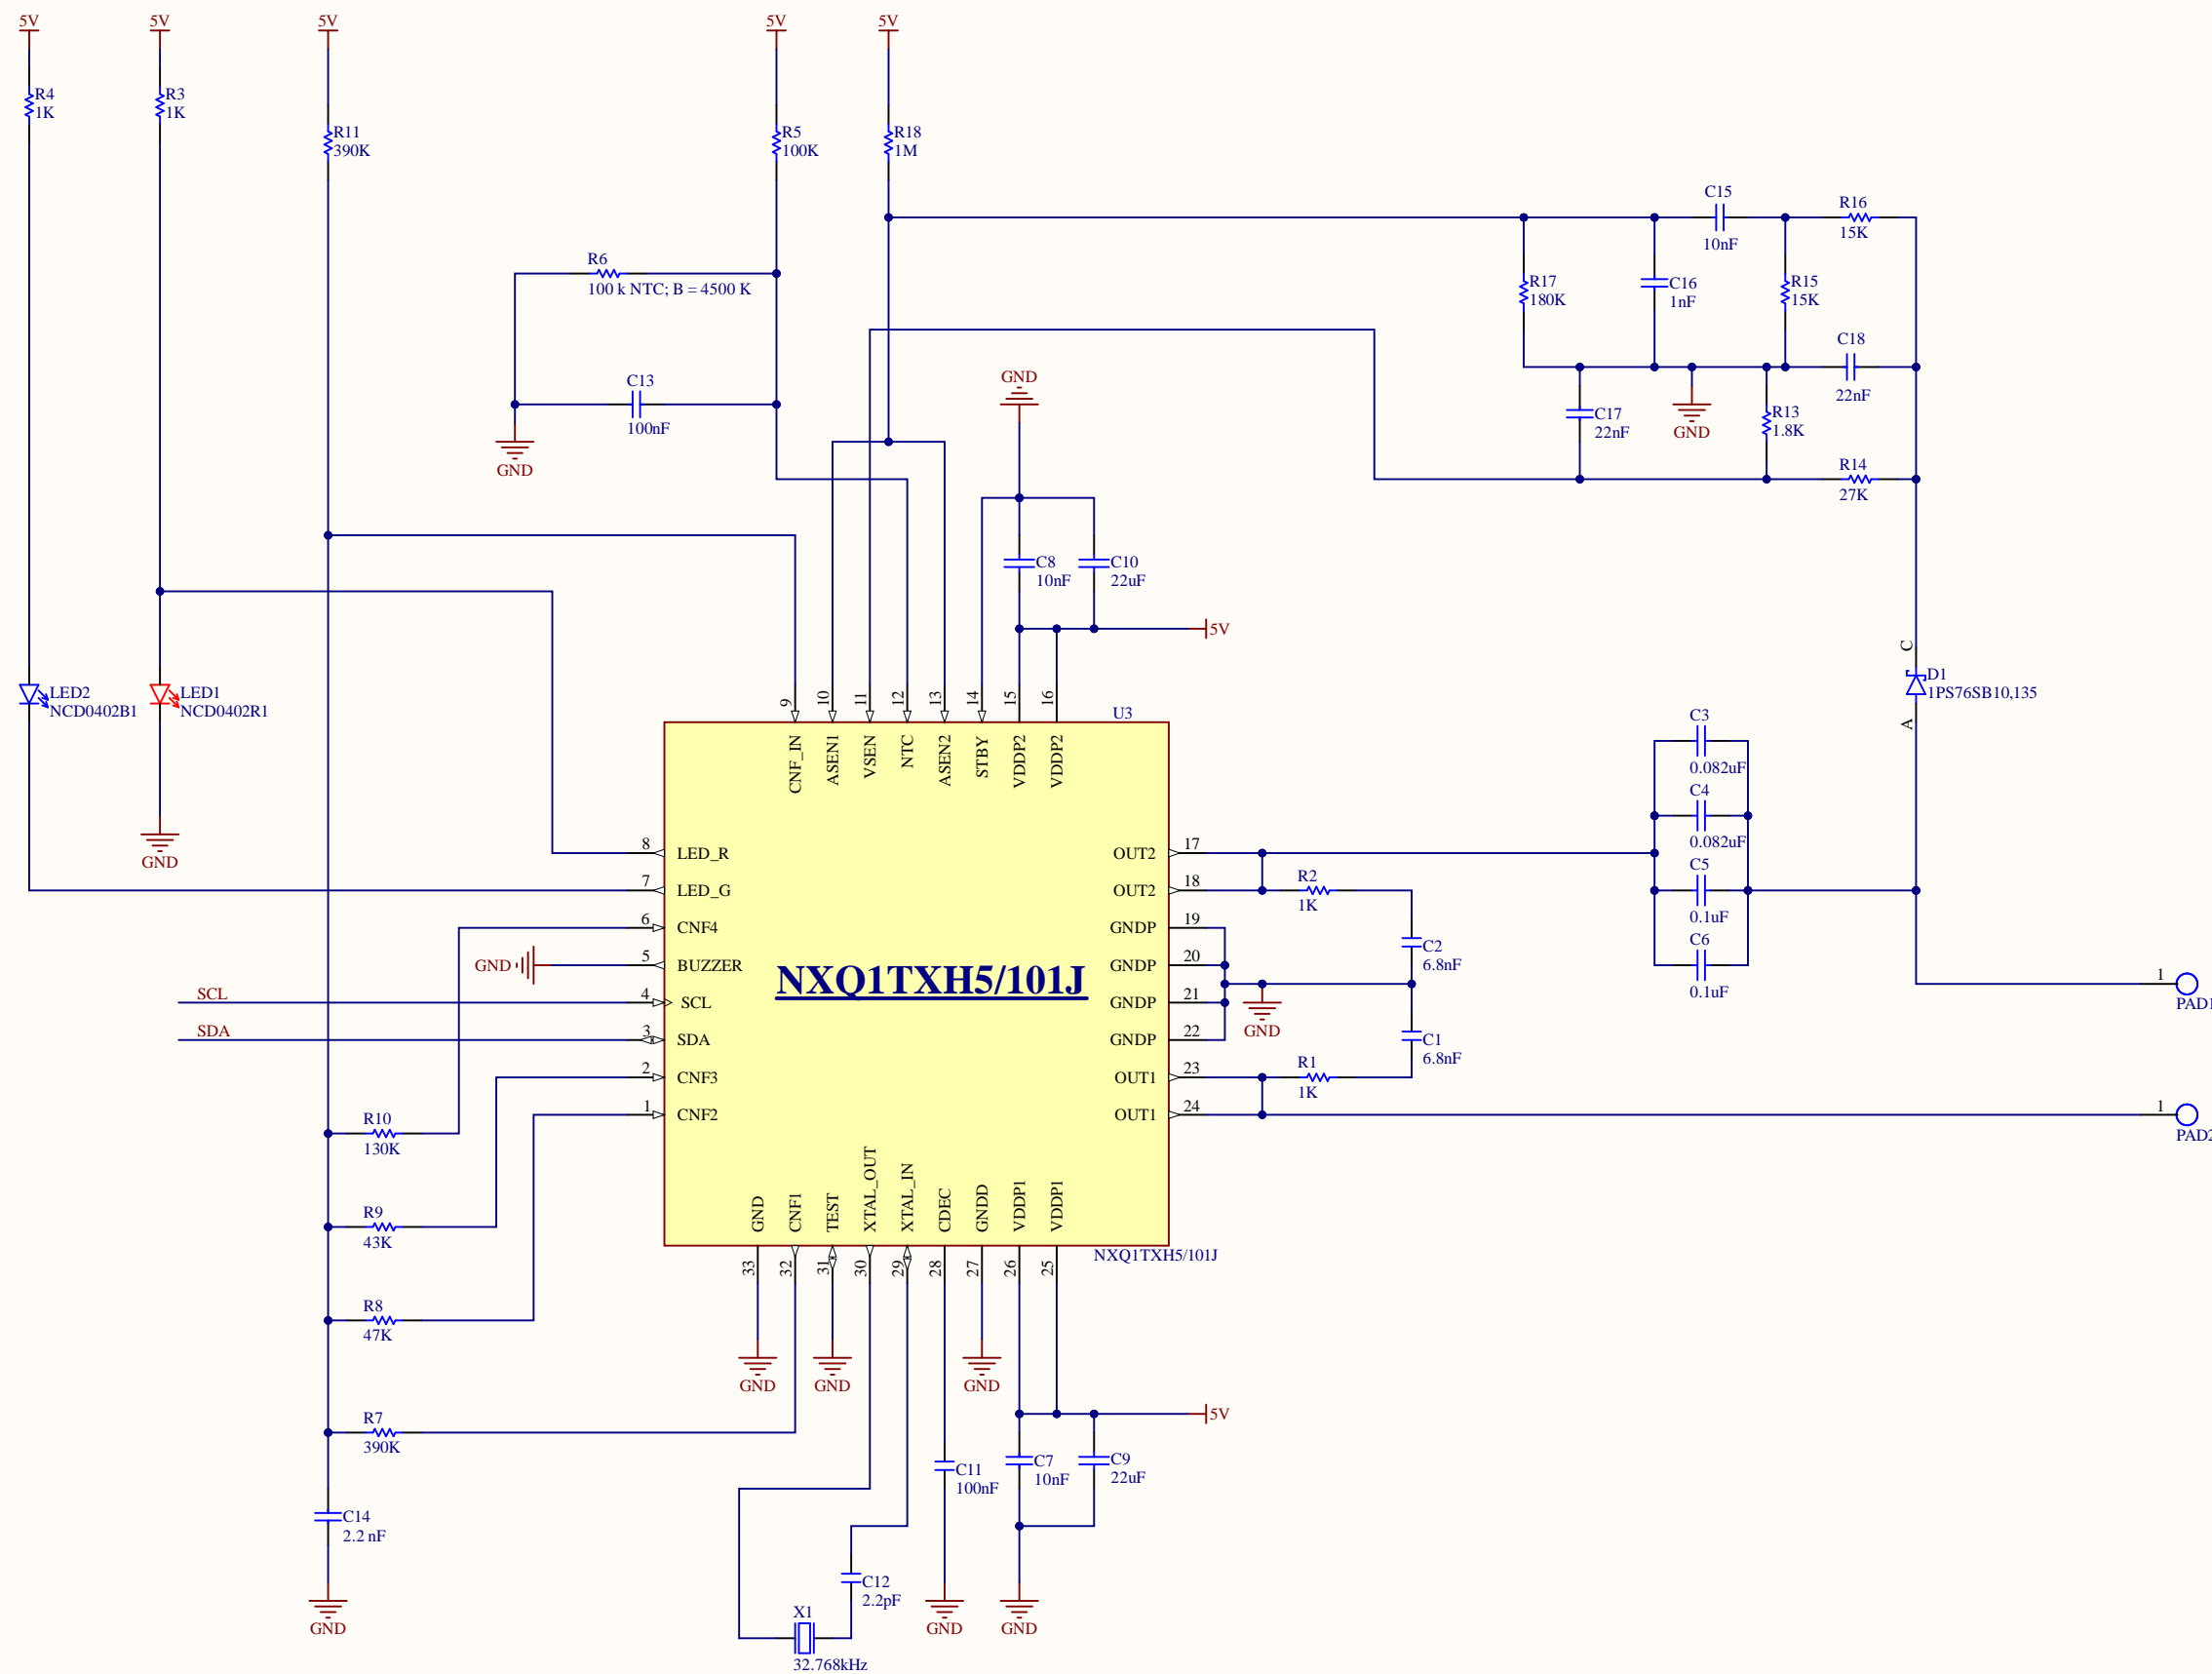 5V
5V
5V
5V
5V
R4
1K
R3
1K
R11
390K
R5
100K
R18
1M
R6
100 k NTC; B = 4500 K
C13
100nF
GND
C15
10nF
R16
15K
R17
180K
C16
1nF
R15
15K
C18
22nF
C17
22nF
GND
R13
1.8K
R14
27K
GND
C8
10nF
C10
22uF
5V
LED2
NCD0402B1
LED1
NCD0402R1
GND
C
D1
1PS76SB10,135
A
U3
9
10
11
12
13
14
15
16
CNF_IN
ASEN1
VSEN
NTC
ASEN2
STBY
VDDP2
VDDP2
8
LED_R
7
LED_G
6
CNF4
GND
5
BUZZER
SCL
4
SCL
SDA
3
SDA
2
CNF3
1
CNF2
NXQ1TXH5/101J
OUT2
17
OUT2
18
GNDP
19
GNDP
20
GNDP
21
GNDP
22
OUT1
23
OUT1
24
GND
CNF1
TEST
XTAL_OUT
XTAL_IN
CDEC
GNDD
VDDP1
VDDP1
33
32
31
30
29
28
27
26
25
NXQ1TXH5/101J
R2
1K
C2
6.8nF
GND
C1
6.8nF
R1
1K
C3
0.082uF
C4
0.082uF
C5
0.1uF
C6
0.1uF
1
PAD1
1
PAD2
R10
130K
R9
43K
R8
47K
R7
390K
C14
2.2 nF
GND
GND
GND
GND
5V
C11
100nF
C7
10nF
C9
22uF
C12
2.2pF
X1
32.768kHz
GND
GND